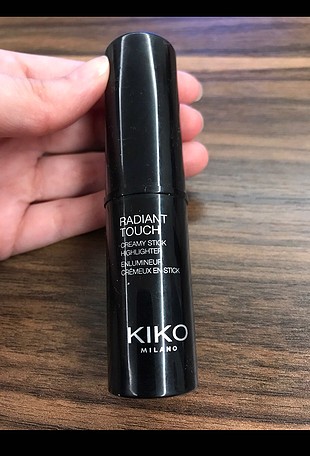 RADIANT
TOUCH
CREAMY STICK
HIGHLIGHTER
ENLUMINEUR
CRÉMEUX EN STICK
KIKO
MILANO